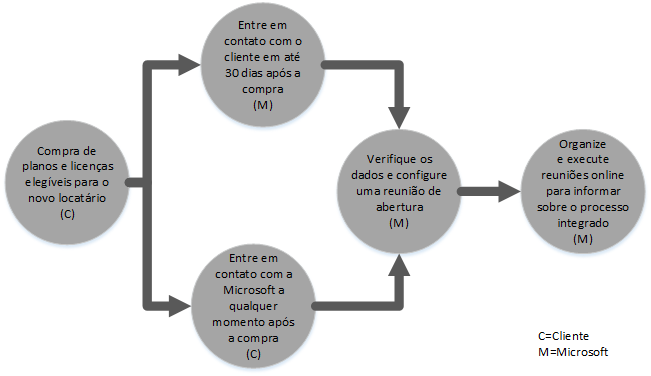 Compra de
planos e licenças
elegíveis para o
novo locatário
(C)
Entre em
contato com o
cliente em até
30 dias após a
compra
(M)
Entre em
contato com a
Microsoft a
qualquer
momento após
a compra
(C)
Verifique os
dados e configure
uma reunião de
abertura
(M)
Organize
e execute
reuniões online
para informar
sobre o processo
integrado
(M)
C=Cliente
M=Microsoft